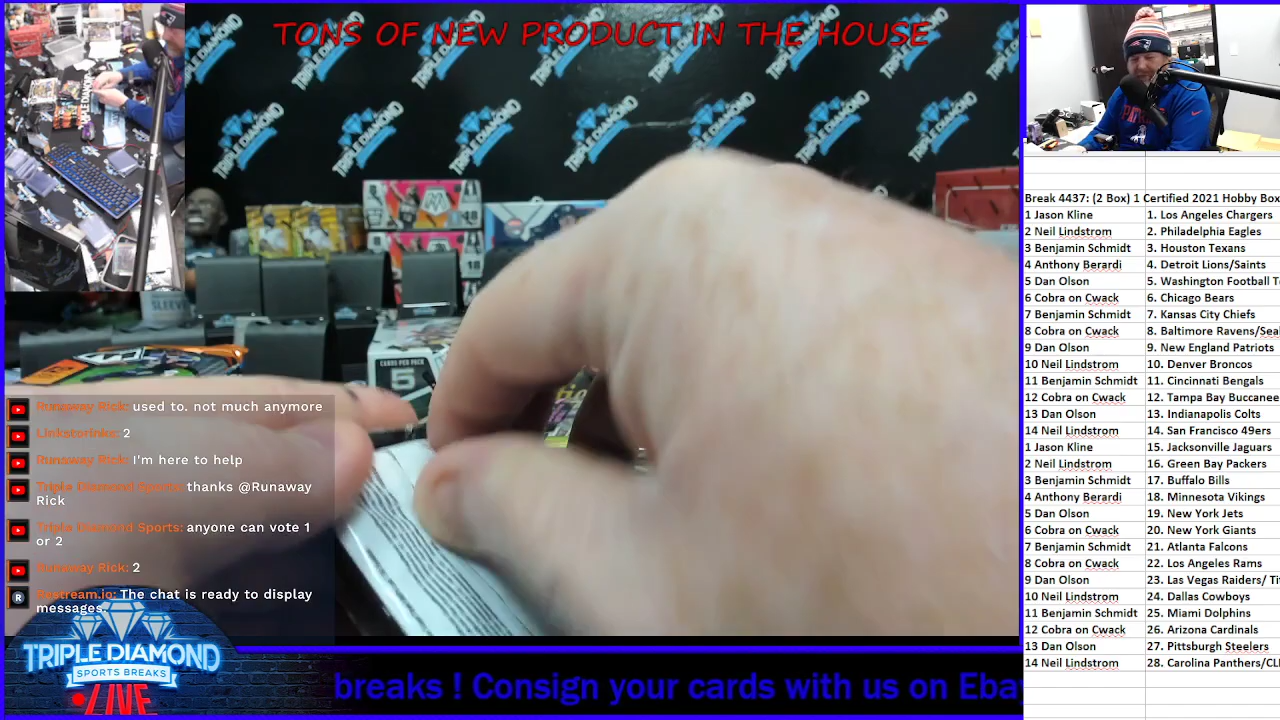 TONS OF NEW PRODUCT IN THE HOUSE
TRIPLE DIAMOND
CARDS PER PACK
5
Runaway Rick: used to. not much anymore
Linkstorinks: 2
Runaway Rick: I'm here to help
Triple Diamond Sports: thanks @Runaway
Rick
Triple Diamond Sports: anyone can vote 1
or 2
Runaway Rick: 2
Restream.io: The chat is ready to display
messages.
TRIPLE DIAMOND
SPORTS BREAKS
LIVE
breaks ! Consign your cards with us on Eba
Break 4437: (2 Box) 1 Certified 2021 Hobby Box
1 Jason Kline 1. Los Angeles Chargers
2 Neil Lindstrom 2. Philadelphia Eagles
3 Benjamin Schmidt 3. Houston Texans
4 Anthony Berardi 4. Detroit Lions/Saints
5 Dan Olson 5. Washington Football T
6 Cobra on Cwack 6. Chicago Bears
7 Benjamin Schmidt 7. Kansas City Chiefs
8 Cobra on Cwack 8. Baltimore Ravens/Sea
9 Dan Olson 9. New England Patriots
10 Neil Lindstrom 10. Denver Broncos
11 Benjamin Schmidt 11. Cincinnati Bengals
12 Cobra on Cwack 12. Tampa Bay Buccanee
13 Dan Olson 13. Indianapolis Colts
14 Neil Lindstrom 14. San Francisco 49ers
1 Jason Kline 15. Jacksonville Jaguars
2 Neil Lindstrom 16. Green Bay Packers
3 Benjamin Schmidt 17. Buffalo Bills
4 Anthony Berardi 18. Minnesota Vikings
5 Dan Olson 19. New York Jets
6 Cobra on Cwack 20. New York Giants
7 Benjamin Schmidt 21. Atlanta Falcons
8 Cobra on Cwack 22. Los Angeles Rams
9 Dan Olson 23. Las Vegas Raiders/ Ti
10 Neil Lindstrom 24. Dallas Cowboys
11 Benjamin Schmidt 25. Miami Dolphins
12 Cobra on Cwack 26. Arizona Cardinals
13 Dan Olson 27. Pittsburgh Steelers
14 Neil Lindstrom 28. Carolina Panthers/CL